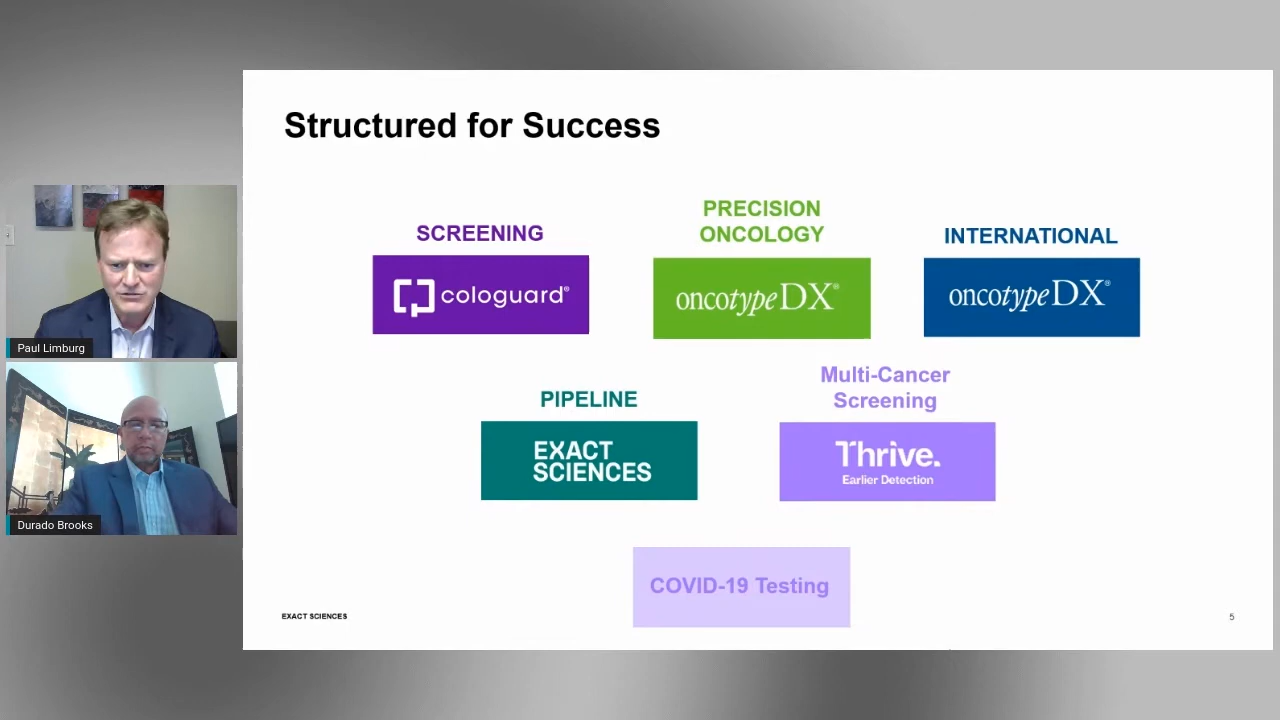 Structured for Success
SCREENING
cologuard®
PRECISION
ONCOLOGY
oncotype DX®
INTERNATIONAL
oncotype DX®
PIPELINE
EXACT
SCIENCES
Multi-Cancer
Screening
Thrive.
Earlier Detection
COVID-19 Testing
EXACT SCIENCES
5
Paul Limburg
Durado Brooks